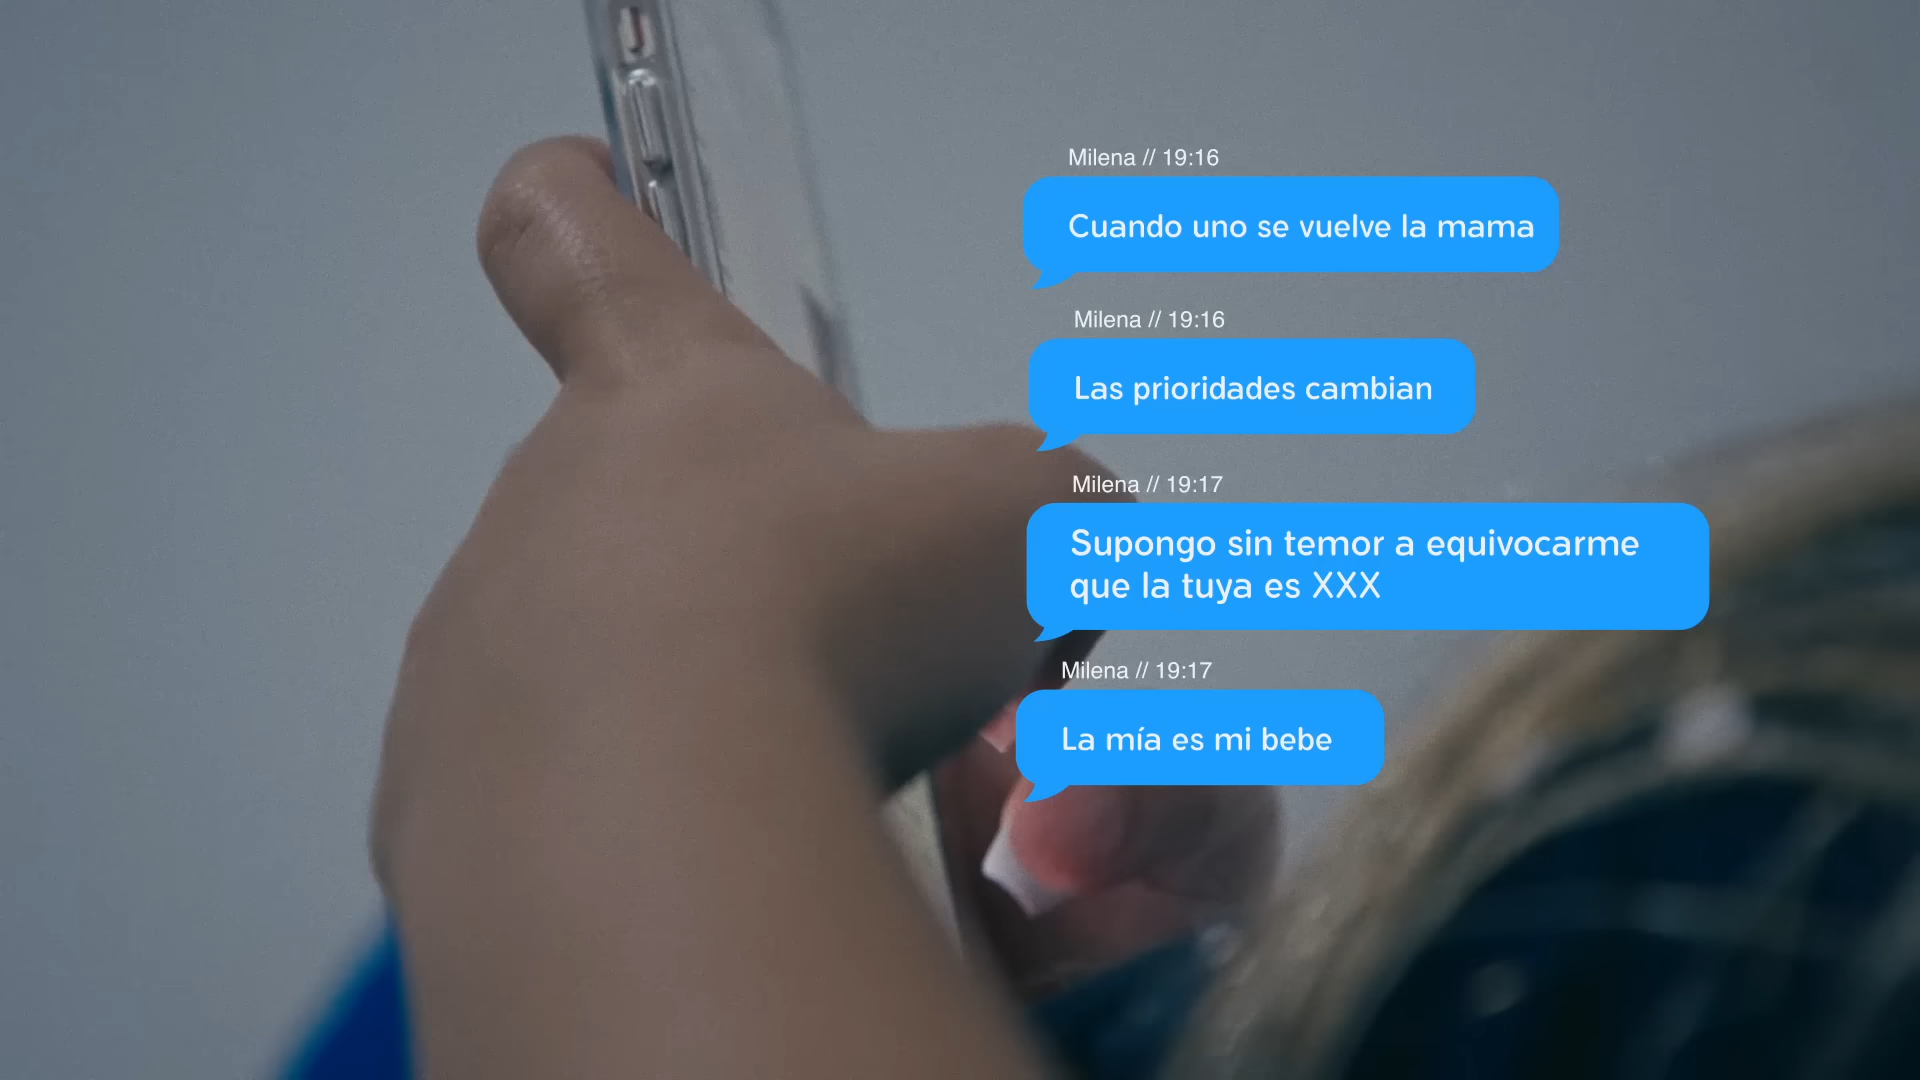 Milena // 19:16
Cuando uno se vuelve la mama
Milena // 19:16
Las prioridades cambian
Milena // 19:17
Supongo sin temor a equivocarme
que la tuya es XXX
Milena // 19:17
La mía es mi bebe